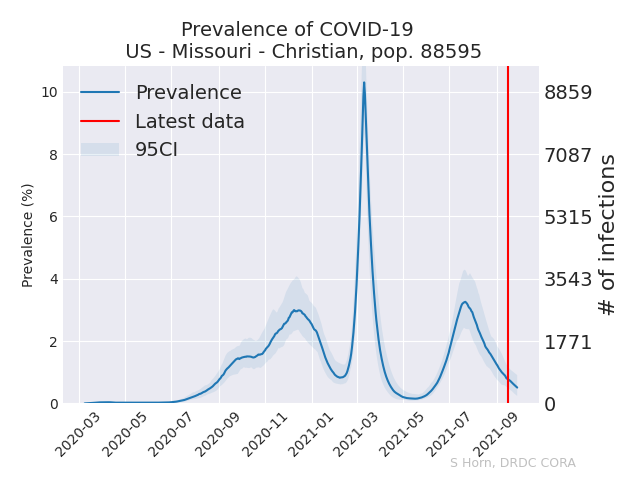 Prevalence of COVID-19
US - Missouri - Christian, pop. 88595
Prevalence
Latest data
95CI
Prevalence (%)
10
8
6
4
2
0
8859
7087
5315
3543
1771
0
# of infections
2020-03
2020-05
2020-07
2020-09
2020-11
2021-01
2021-03
2021-05
2021-07
2021-09
S Horn, DRDC CORA